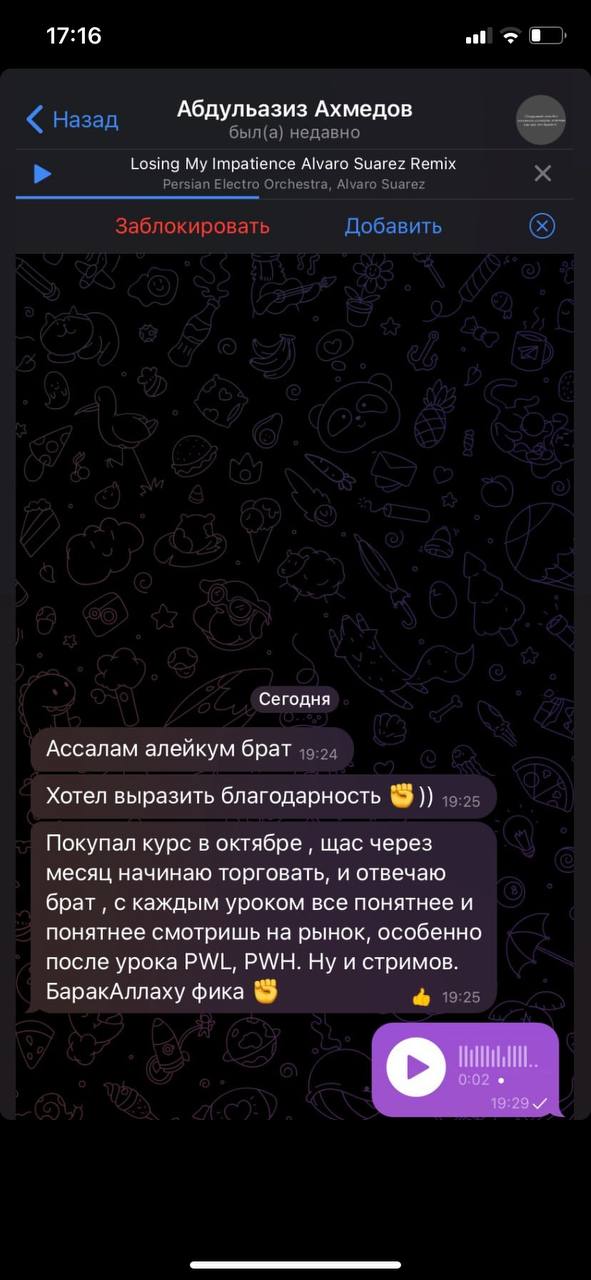 17:16
Назад
Абдульазиз Ахмедов
был(а) недавно
Losing My Impatience Alvaro Suarez Remix
Persian Electro Orchestra, Alvaro Suarez
Заблокировать
Добавить
Сегодня
Ассалам алейкум брат 19:24
Хотел выразить благодарность ✊)) 19:25
Покупал курс в октябре , щас через
месяц начинаю торговать, и отвечаю
брат , с каждым уроком все понятнее и
понятнее смотришь на рынок, особенно
после урока PWL, PWH. Ну и стримов.
БаракАллаху фика ✊ 👍 19:25
0:02
19:29